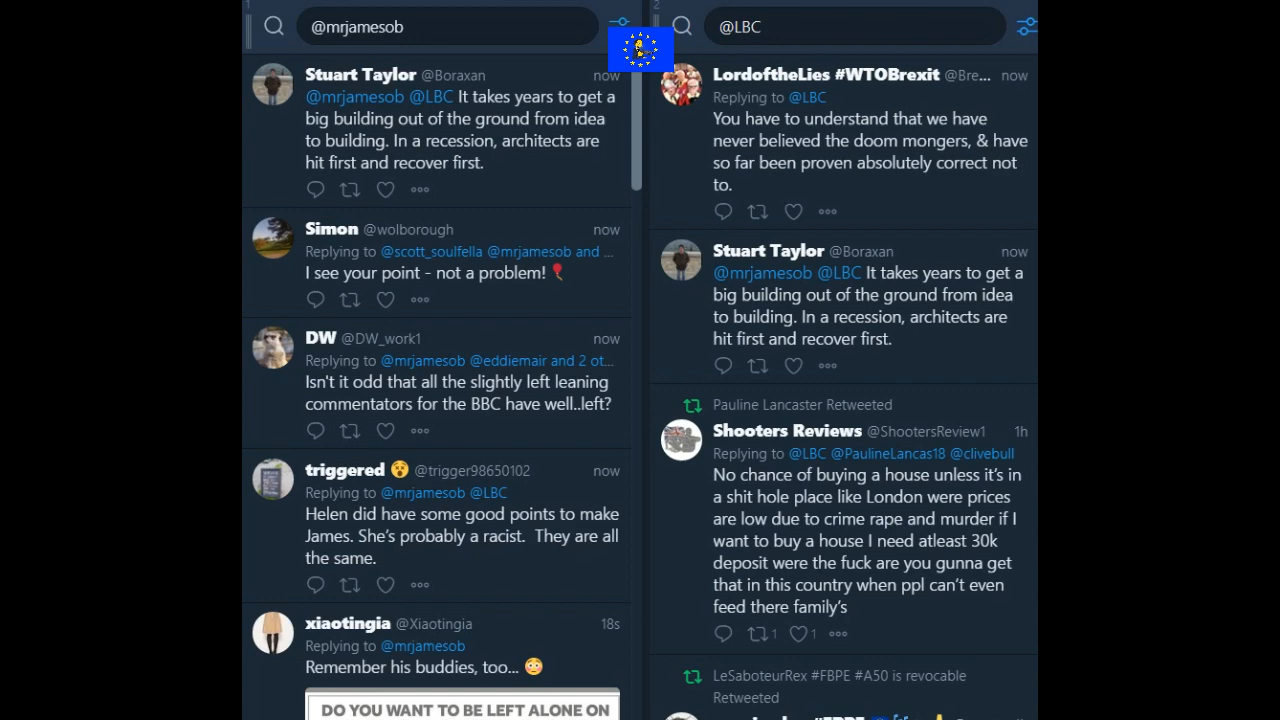 1
@mrjamesob
Stuart Taylor @Boraxan now
@mrjamesob @LBC It takes years to get a
big building out of the ground from idea
to building. In a recession, architects are
hit first and recover first.
Simon @wolborough now
Replying to @scott_soulfella @mrjamesob and ...
I see your point - not a problem! 🎈
DW @DW_work1 now
Replying to @mrjamesob @eddiemair and 2 ot...
Isn't it odd that all the slightly left leaning
commentators for the BBC have well..left?
triggered 😲 @trigger98650102 now
Replying to @mrjamesob @LBC
Helen did have some good points to make
James. She's probably a racist.  They are all
the same.
xiaotingia @Xiaotingia 18s
Replying to @mrjamesob
Remember his buddies, too... 😳
DO YOU WANT TO BE LEFT ALONE ON
2
@LBC
LordoftheLies #WTOBrexit @Bre... now
Replying to @LBC
You have to understand that we have
never believed the doom mongers, & have
so far been proven absolutely correct not
to.
Stuart Taylor @Boraxan now
@mrjamesob @LBC It takes years to get a
big building out of the ground from idea
to building. In a recession, architects are
hit first and recover first.
Pauline Lancaster Retweeted
Shooters Reviews @ShootersReview1 1h
Replying to @LBC @PaulineLancas18 @clivebull
No chance of buying a house unless it's in
a shit hole place like London were prices
are low due to crime rape and murder if I
want to buy a house I need atleast 30k
deposit were the fuck are you gunna get
that in this country when ppl can't even
feed there family's
1 1
LeSaboteurRex #FBPE #A50 is revocable
Retweeted